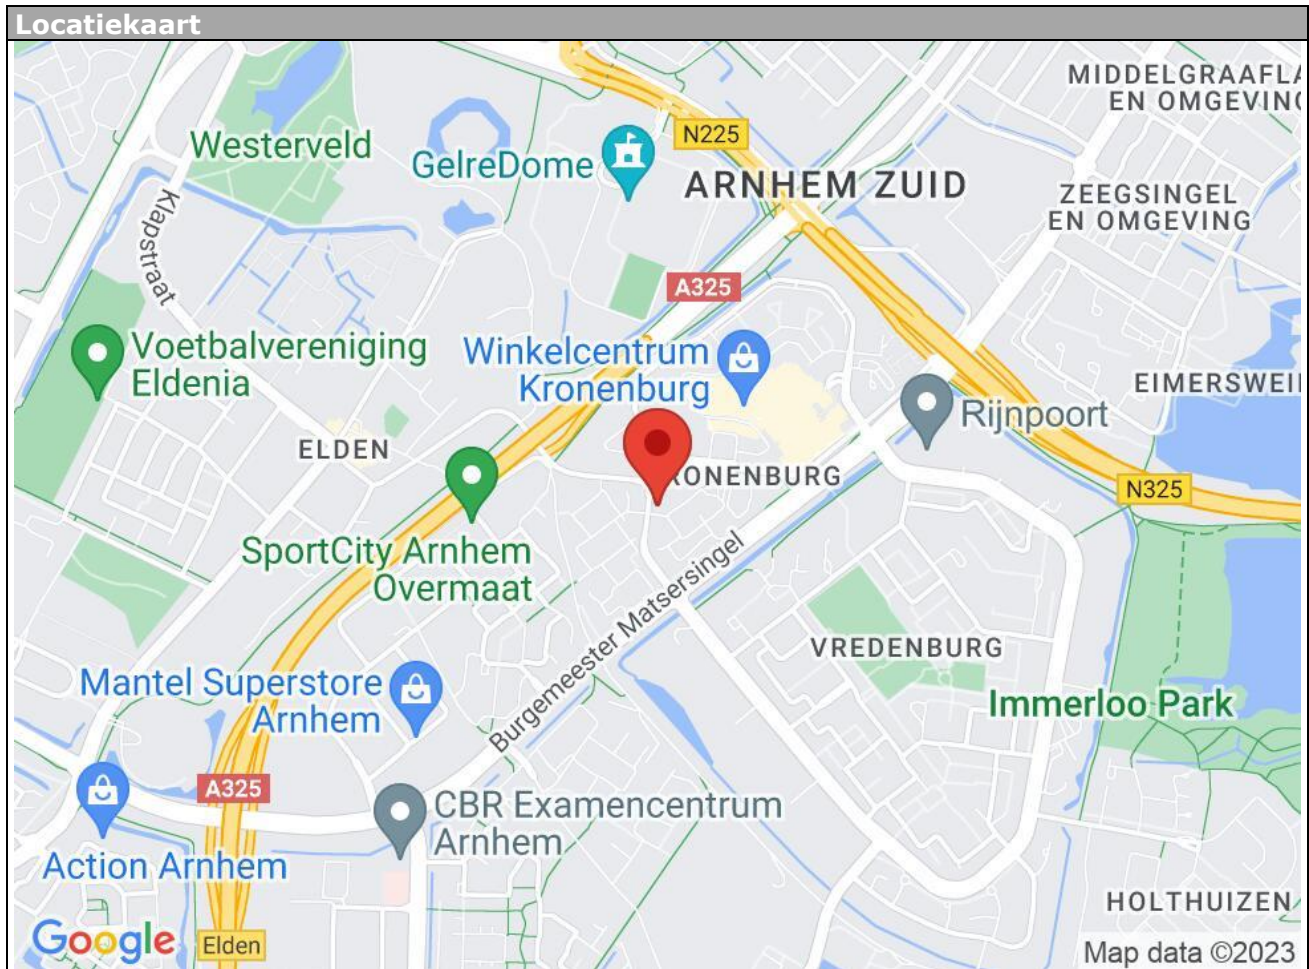 Locatiekaart
MIDDELGRAAFLA
EN OMGEVING
N225
Westerveld
GelreDome
ARNHEM ZUID
ZEEGSINGEL
EN OMGEVING
Klapstraat
A325
Voetbalvereniging
Eldenia
Winkelcentrum
Kronenburg
EIMERSWEI
Rijnpoort
ELDEN
RONENBURG
N325
SportCity Arnhem
Overmaat
Burgemeester Matsersingel
VREDENBURG
Mantel Superstore
Arnhem
Immerloo Park
A325
CBR Examencentrum
Arnhem
Action Arnhem
HOLTHUIZEN
Google
Elden
Map data ©2023